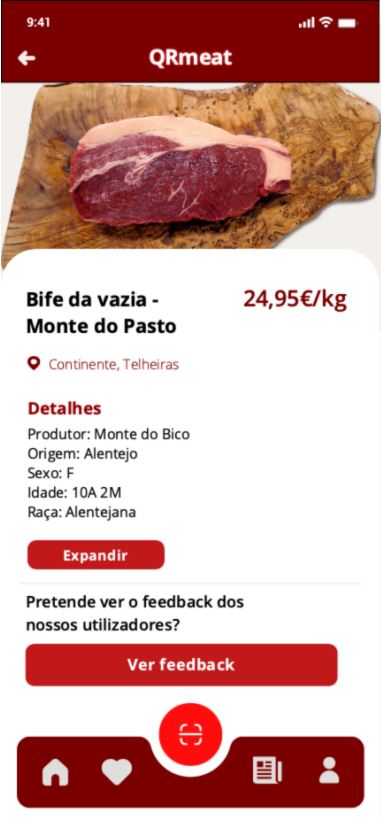 9:41
QRmeat
Bife da vazia - 24,95€/kg
Monte do Pasto
Continente, Telheiras
Detalhes
Produtor: Monte do Bico
Origem: Alentejo
Sexo: F
Idade: 10A 2M
Raça: Alentejana
Expandir
Pretende ver o feedback dos
nossos utilizadores?
Ver feedback